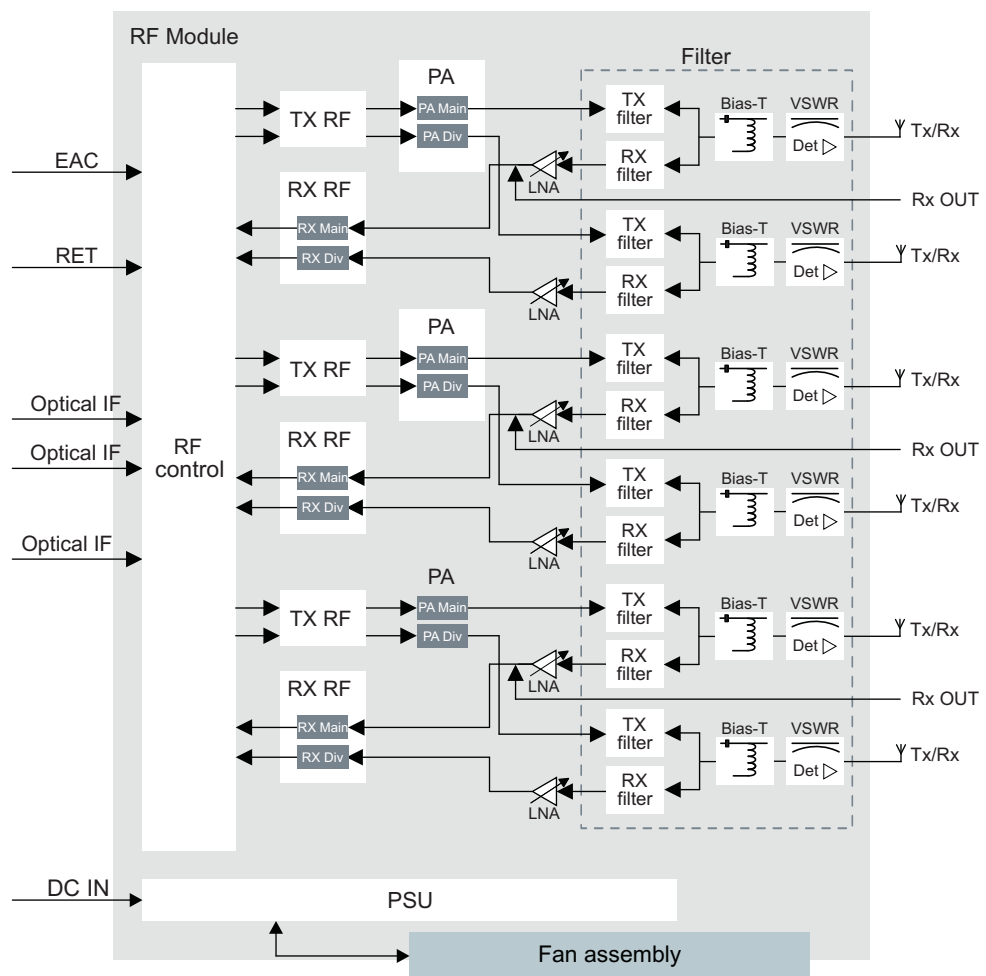 RF Module
PA
Filter
PA Main
PA Div
TX RF
TX
filter
Bias-T
VSWR
Det
Tx/Rx
EAC
RX
filter
LNA
RX RF
Rx OUT
RX Main
RX Div
RET
TX
filter
Bias-T
VSWR
Det
Tx/Rx
RX
filter
LNA
PA
PA Main
PA Div
TX RF
TX
filter
Bias-T
VSWR
Det
Tx/Rx
Optical IF
RX
filter
LNA
RX RF
Rx OUT
RF
control
Optical IF
RX Main
RX Div
TX
filter
Bias-T
VSWR
Det
Tx/Rx
Optical IF
RX
filter
LNA
PA
PA Main
PA Div
TX RF
TX
filter
Bias-T
VSWR
Det
Tx/Rx
RX
filter
LNA
RX RF
Rx OUT
RX Main
RX Div
TX
filter
Bias-T
VSWR
Det
Tx/Rx
RX
filter
LNA
DC IN
PSU
Fan assembly